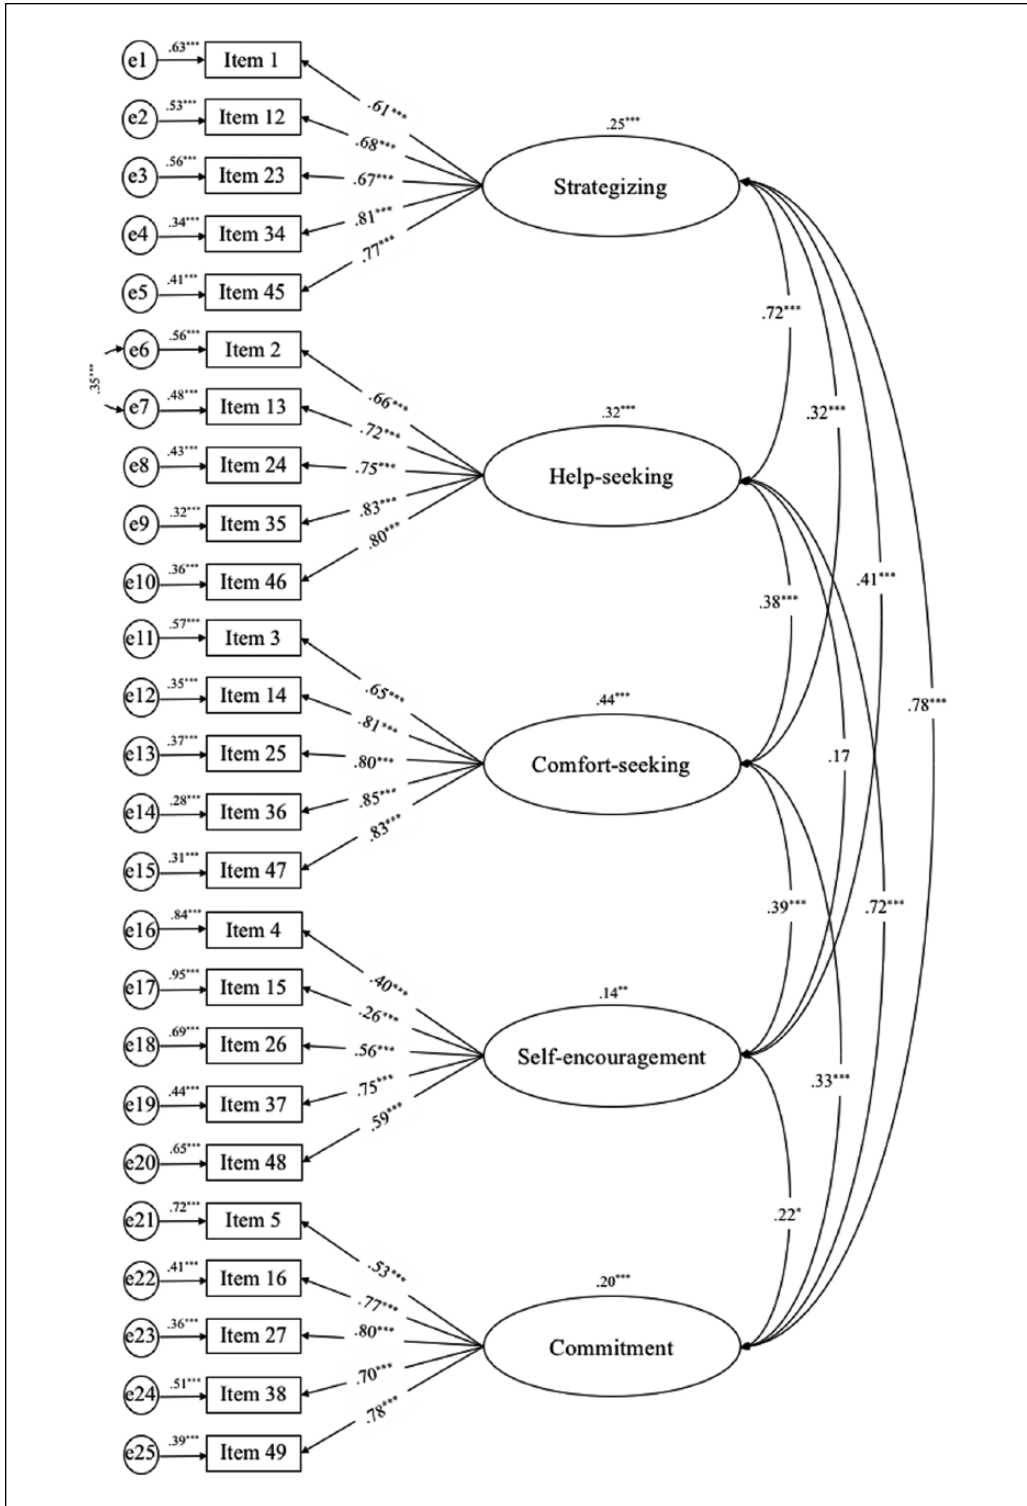 e1 .63*** Item 1
.61***
e2 .53*** Item 12
.68***
.25***
e3 .56*** Item 23
.67***
Strategizing
e4 .34*** Item 34
.81***
.77***
e5 .41*** Item 45
.72***
e6 .56*** Item 2
.35***
.66***
e7 .48*** Item 13
.72***
.32***
.32***
e8 .43*** Item 24
.75***
Help-seeking
e9 .32*** Item 35
.83***
.80***
e10 .36*** Item 46
.41***
.38***
e11 .57*** Item 3
.65***
e12 .35*** Item 14
.81***
.44***
.78***
e13 .37*** Item 25
.80***
Comfort-seeking
.17
e14 .28*** Item 36
.85***
.83***
e15 .31*** Item 47
.39***
.72***
e16 .84*** Item 4
.40***
e17 .95*** Item 15
.26***
.14**
e18 .69*** Item 26
.56***
Self-encouragement
.33***
e19 .44*** Item 37
.75***
.59***
e20 .65*** Item 48
.22*
e21 .72*** Item 5
.53***
e22 .41*** Item 16
.77***
.20***
e23 .36*** Item 27
.80***
Commitment
e24 .51*** Item 38
.70***
.78***
e25 .39*** Item 49